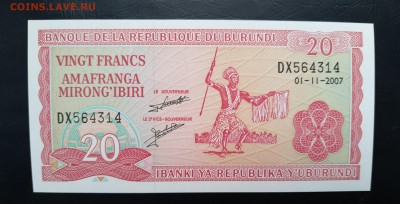 COINS.LAVE.RU
BANQUE DE LA REPUBLIQUE DU BURUNDI
20
VINGT FRANCS
AMAFRANGA
MIRONG'IBIRI
LE GOUVERNEUR
DX564314
01-11-2007
DX564314
LE 1er VICE-GOUVERNEUR
20
IBANKI YA REPUBLIKA Y'UBURUNDI